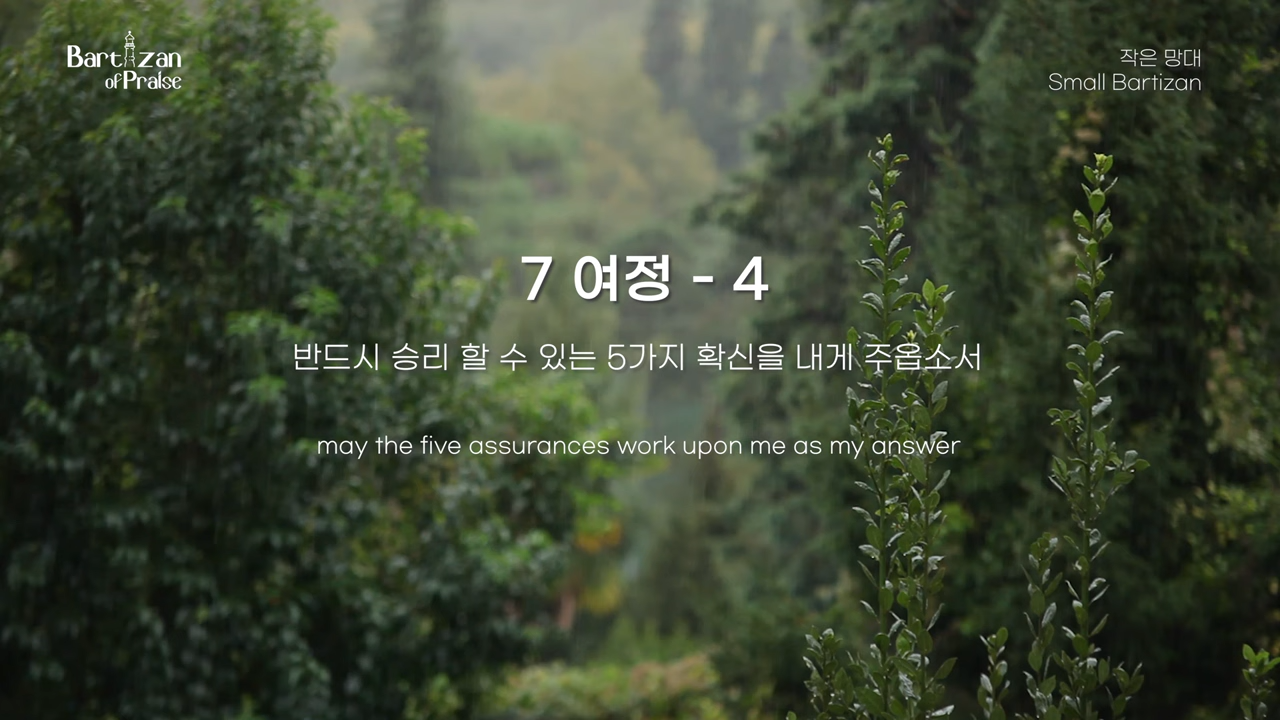 Bartizan
of Praise
작은 망대
Small Bartizan
7 여정 - 4
반드시 승리 할 수 있는 5가지 확신을 내게 주옵소서
may the five assurances work upon me as my answer